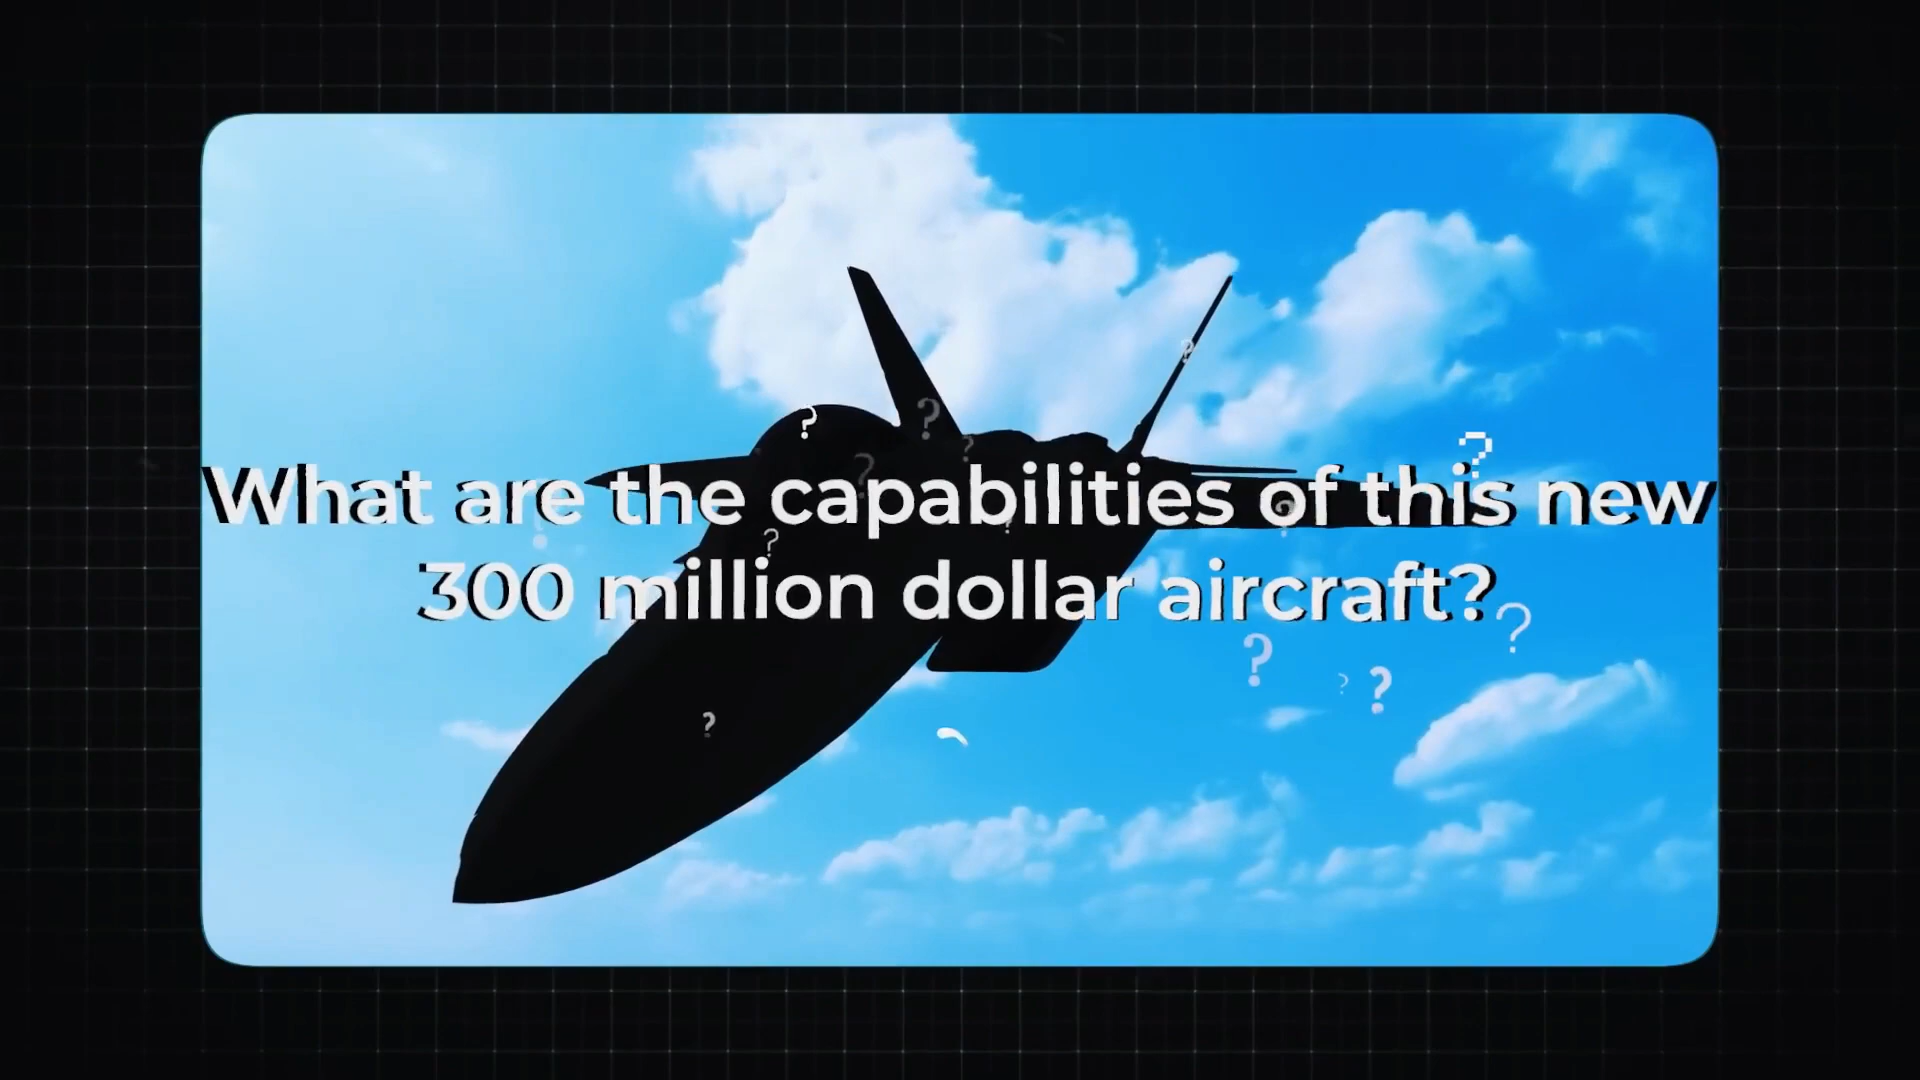 What are the capabilities of this new
300 million dollar aircraft?